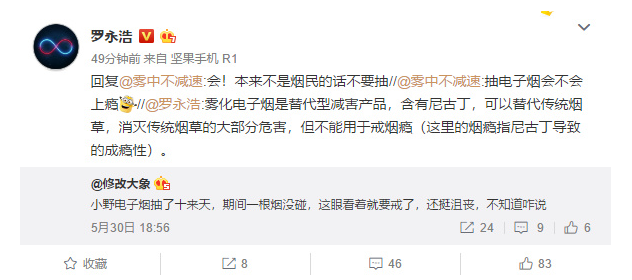 罗永浩
49分钟前 来自 坚果手机 R1
回复@雾中不减速:会！本来不是烟民的话不要抽//@雾中不减速:抽电子烟会不会
上瘾//@罗永浩:雾化电子烟是替代型减害产品，含有尼古丁，可以替代传统烟
草，消灭传统烟草的大部分危害，但不能用于戒烟瘾（这里的烟瘾指尼古丁导致
的成瘾性）。
@修改大象
小野电子烟抽了十来天，期间一根烟没碰，这眼看着就要戒了，还挺沮丧，不知道咋说
5月30日 18:56 24 9 6
收藏 8 46 83